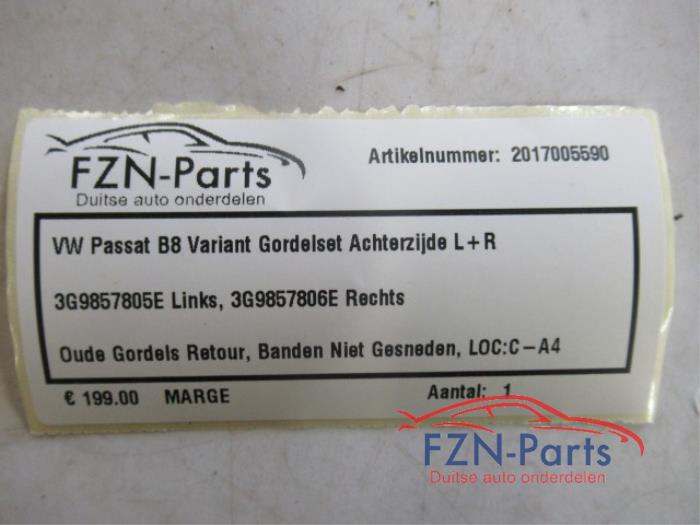 FZN-Parts
Duitse auto onderdelen
Artikelnummer: 2017005590
VW Passat B8 Variant Gordelset Achterzijde L+R
3G9857805E Links, 3G9857806E Rechts
Oude Gordels Retour, Banden Niet Gesneden, LOC:C-A4
€ 199.00 MARGE Aantal: 1
FZN-Parts
Duitse auto onderdelen